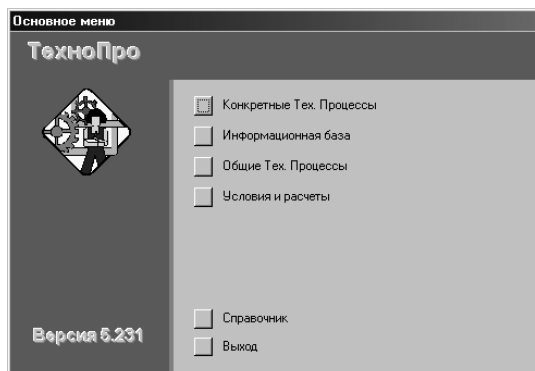 Основное меню
ТехноПро
Конкретные Тех. Процессы
Информационная база
Общие Тех. Процессы
Условия и расчеты
Справочник
Версия 5.231
Выход